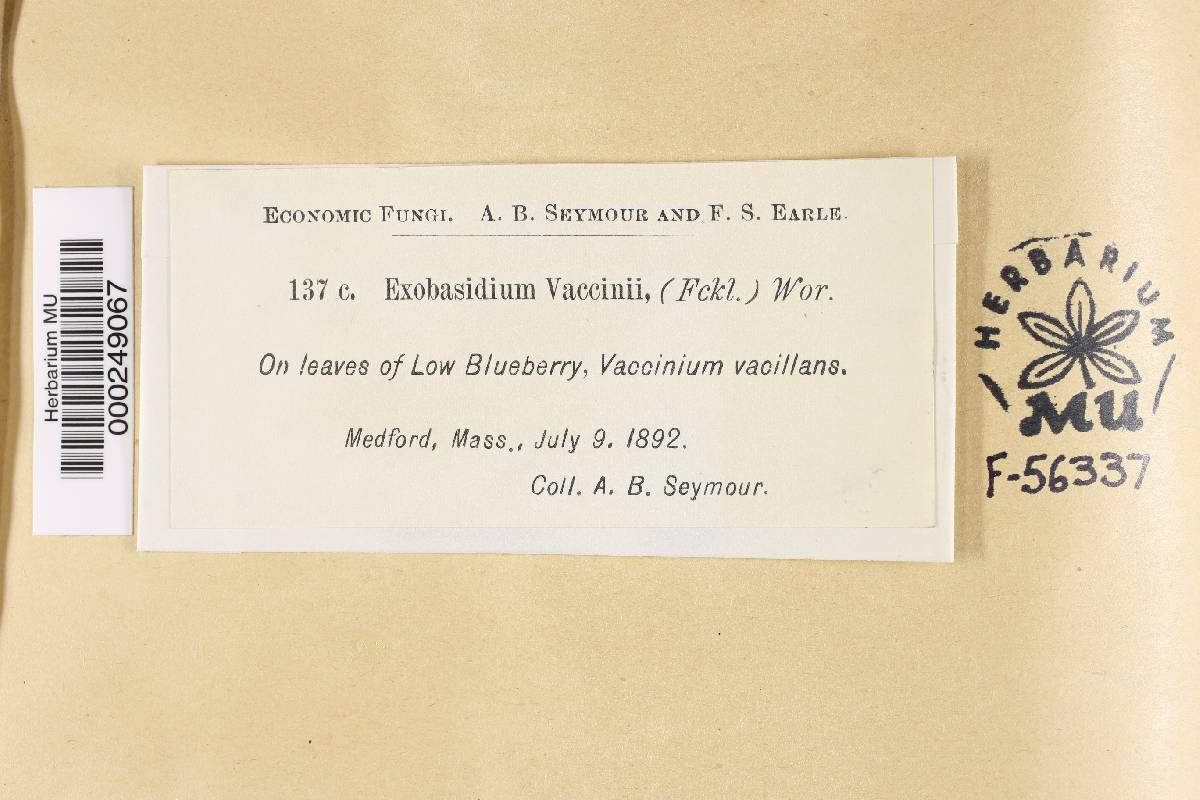 Economic Fungi. A. B. Seymour and F. S. Earle.
137 c. Exobasidium Vaccinii, (Fckl.) Wor.
On leaves of Low Blueberry, Vaccinium vacillans.
Medford, Mass., July 9. 1892.
Coll. A. B. Seymour.
Herbarium MU
000249067
HERBARIUM
MU
F-56337